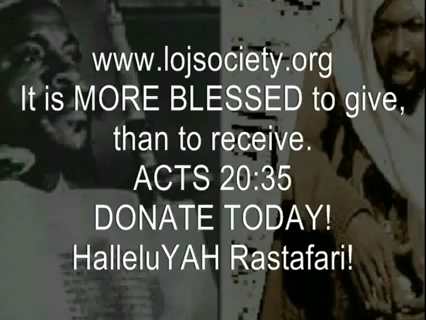 www.lojsociety.org
It is MORE BLESSED to give,
than to receive.
ACTS 20:35
DONATE TODAY!
HalleluYAH Rastafari!